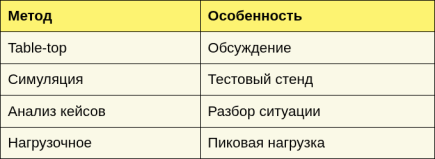 Метод Особенность
Table-top Обсуждение
Симуляция Тестовый стенд
Анализ кейсов Разбор ситуации
Нагрузочное Пиковая нагрузка